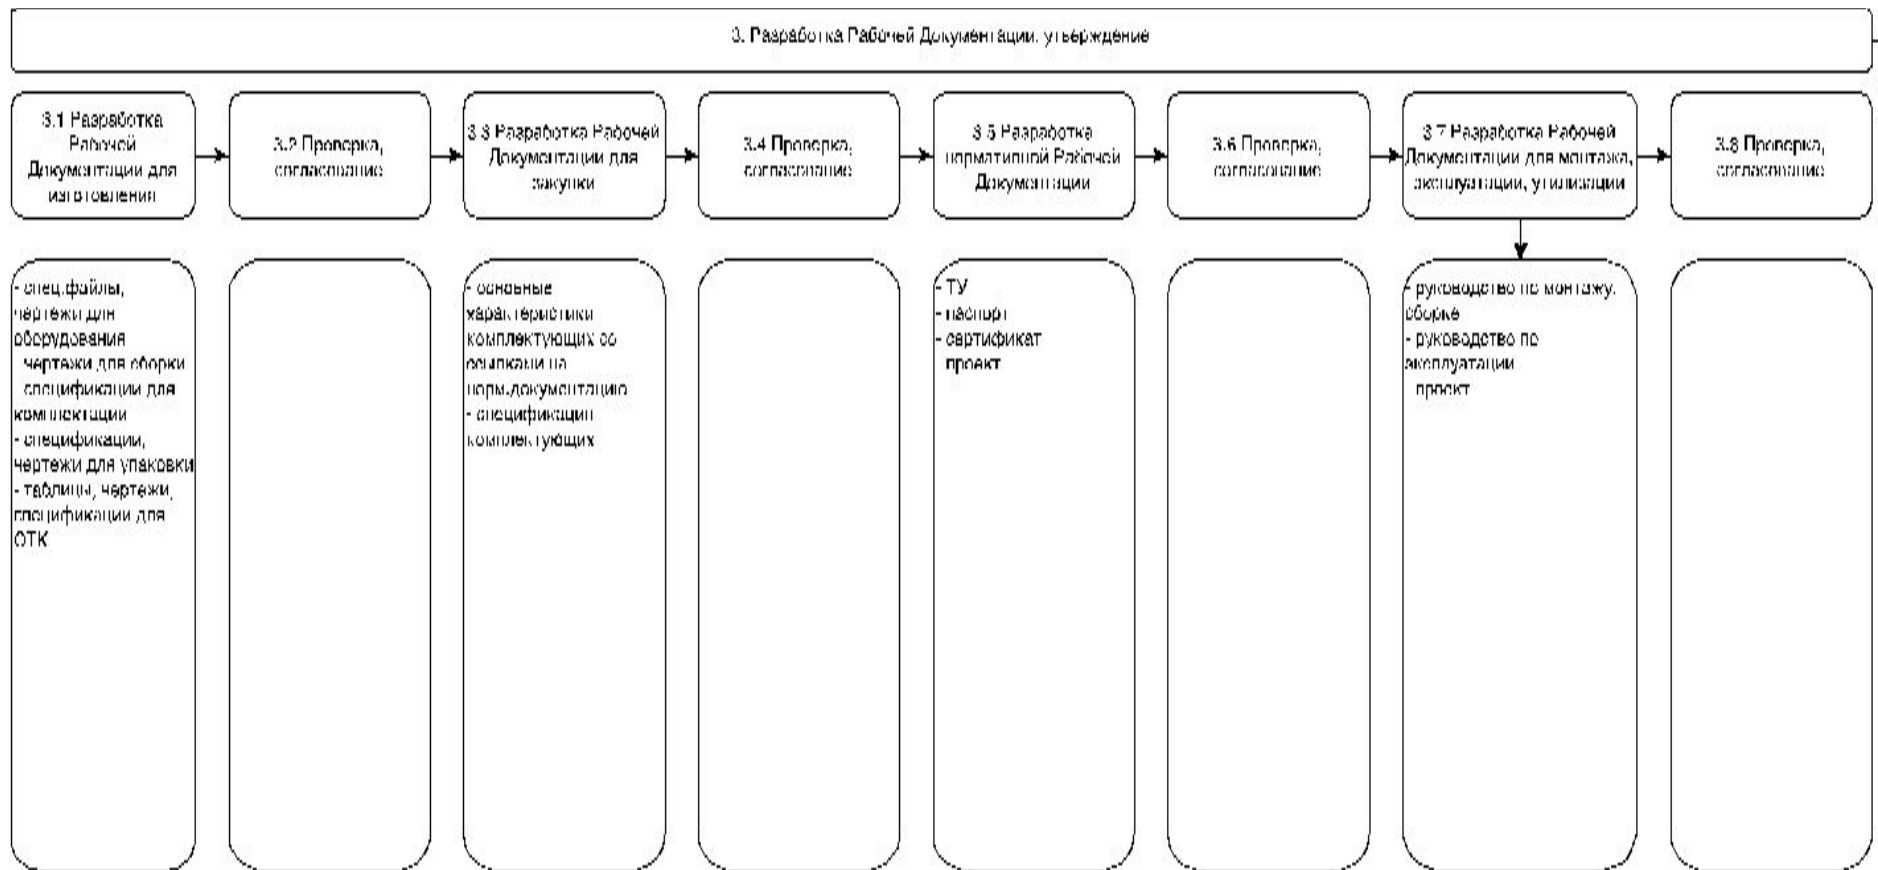 3. Разработка Рабочей Документации, утверждение
3.1 Разработка
Рабочей
Документации для
изготовления
3.2 Проверка,
согласование
3.3 Разработка Рабочей
Документации для
закупки
3.4 Проверка,
согласование
3.5 Разработка
нормативной Рабочей
Документации
3.6 Проверка,
согласование
3.7 Разработка Рабочей
Документации для монтажа,
эксплуатации, утилизации
3.8 Проверка,
согласование
- спец.файлы,
чертежи для
оборудования
- чертежи для сборки
- спецификации для
комплектации
- спецификации,
чертежи для упаковки
- таблицы, чертежи,
спецификации для
ОТК
- основные
характеристики
комплектующих со
ссылками на
норм.документацию
- спецификации
комплектующих
- ТУ
- паспорт
- сертификат
- проект
- руководство по монтажу,
сборке
- руководство по
эксплуатации
- проект